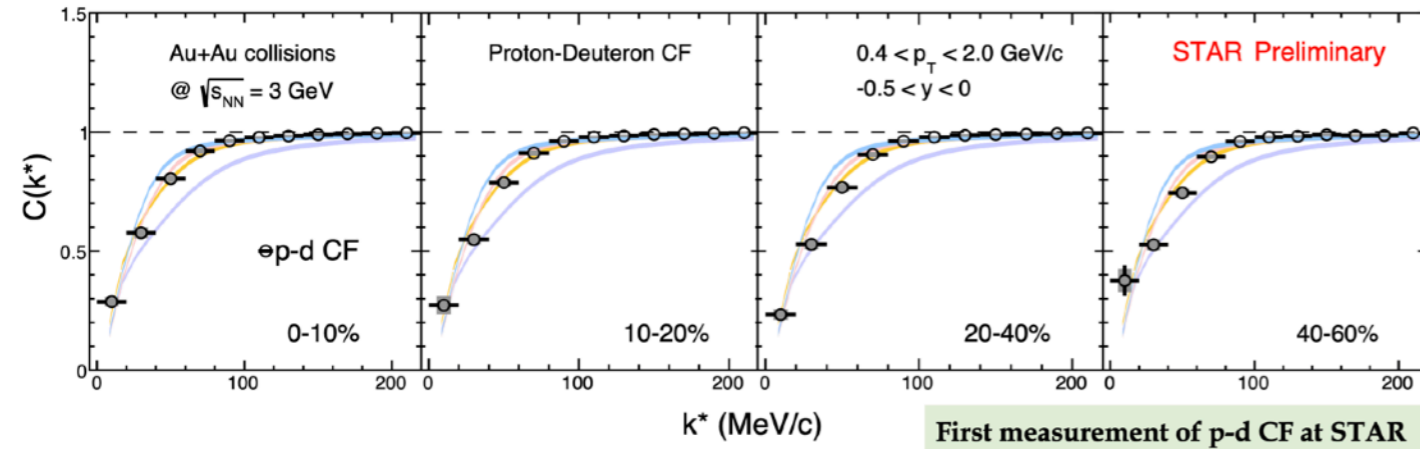 1.5
1
0.5
0
C(k*)
Au+Au collisions
@ √sNN = 3 GeV
Proton-Deuteron CF
0.4 < pT < 2.0 GeV/c
-0.5 < y < 0
STAR Preliminary
p-d CF
0-10%
10-20%
20-40%
40-60%
0 100 200 0 100 200 0 100 200 0 100 200
k* (MeV/c)
First measurement of p-d CF at STAR